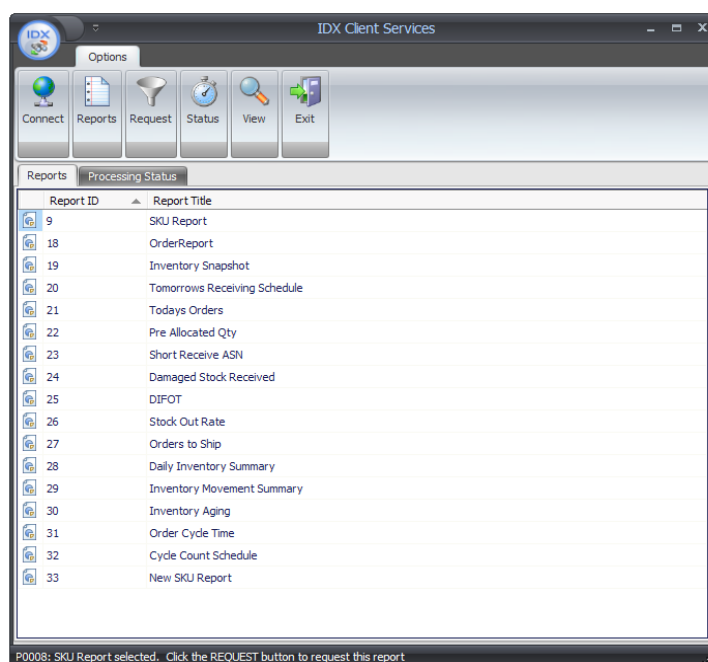 IDX
IDX Client Services
Options
Connect Reports Request Status View Exit
Reports Processing Status
Report ID Report Title
9 SKU Report
18 OrderReport
19 Inventory Snapshot
20 Tomorrows Receiving Schedule
21 Todays Orders
22 Pre Allocated Qty
23 Short Receive ASN
24 Damaged Stock Received
25 DIFOT
26 Stock Out Rate
27 Orders to Ship
28 Daily Inventory Summary
29 Inventory Movement Summary
30 Inventory Aging
31 Order Cycle Time
32 Cycle Count Schedule
33 New SKU Report
P0008: SKU Report selected. Click the REQUEST button to request this report